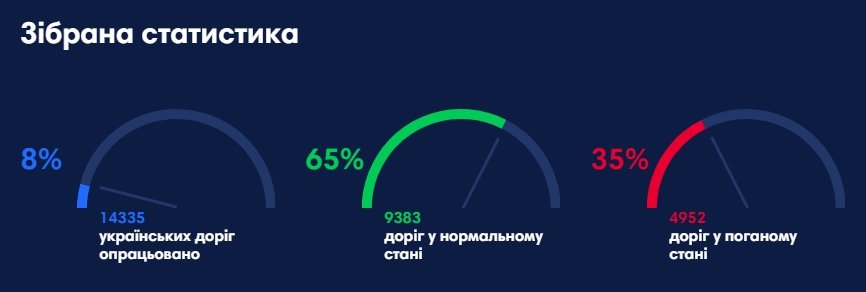 Зібрана статистика
8%
14335
українських доріг
опрацьовано
65%
9383
доріг у нормальному
стані
35%
4952
доріг у поганому
стані